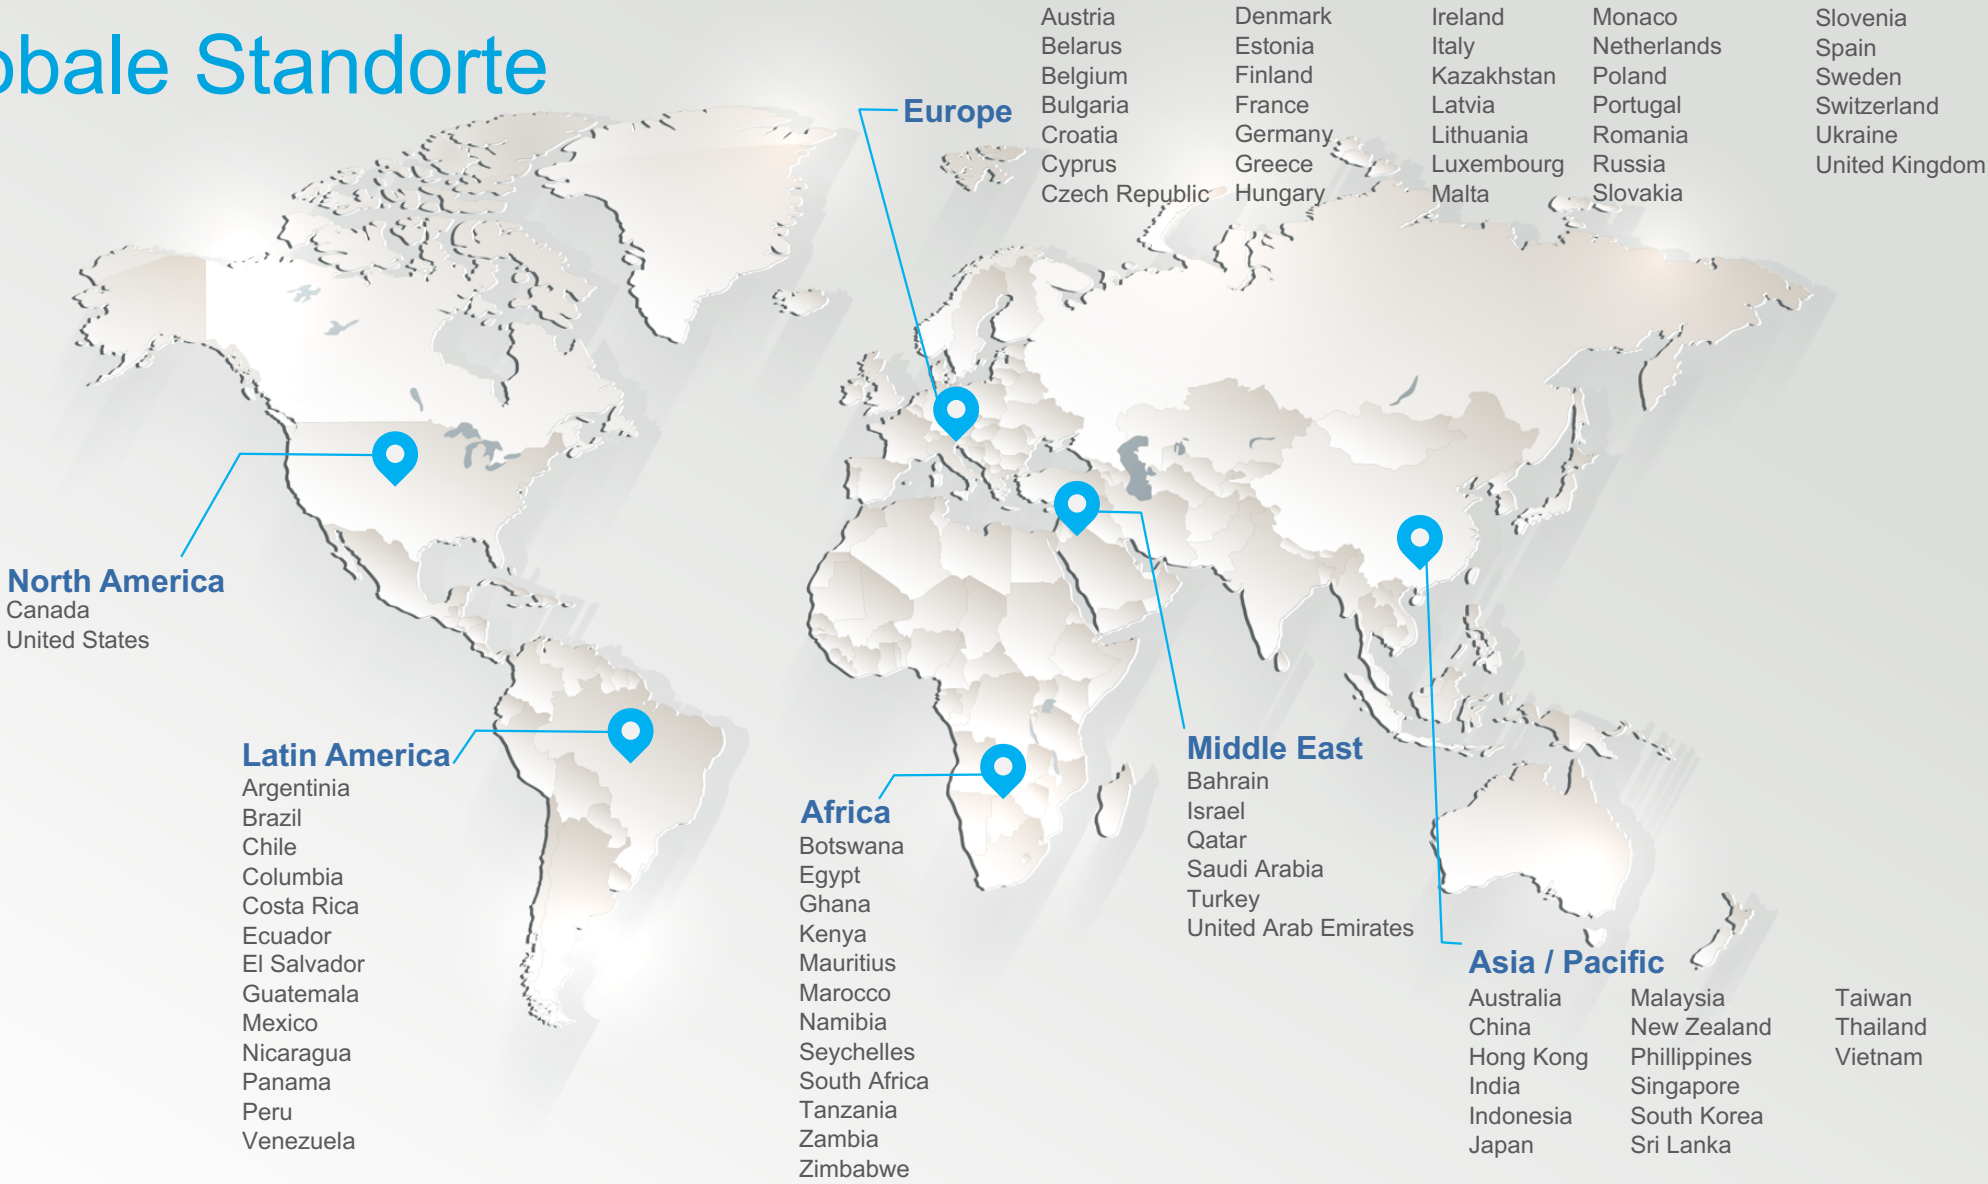 obale Standorte
Europe
Austria
Belarus
Belgium
Bulgaria
Croatia
Cyprus
Czech Republic
Denmark
Estonia
Finland
France
Germany
Greece
Hungary
Ireland
Italy
Kazakhstan
Latvia
Lithuania
Luxembourg
Malta
Monaco
Netherlands
Poland
Portugal
Romania
Russia
Slovakia
Slovenia
Spain
Sweden
Switzerland
Ukraine
United Kingdom
North America
Canada
United States
Latin America
Argentinia
Brazil
Chile
Columbia
Costa Rica
Ecuador
El Salvador
Guatemala
Mexico
Nicaragua
Panama
Peru
Venezuela
Africa
Botswana
Egypt
Ghana
Kenya
Mauritius
Marocco
Namibia
Seychelles
South Africa
Tanzania
Zambia
Zimbabwe
Middle East
Bahrain
Israel
Qatar
Saudi Arabia
Turkey
United Arab Emirates
Asia / Pacific
Australia
China
Hong Kong
India
Indonesia
Japan
Malaysia
New Zealand
Phillippines
Singapore
South Korea
Sri Lanka
Taiwan
Thailand
Vietnam